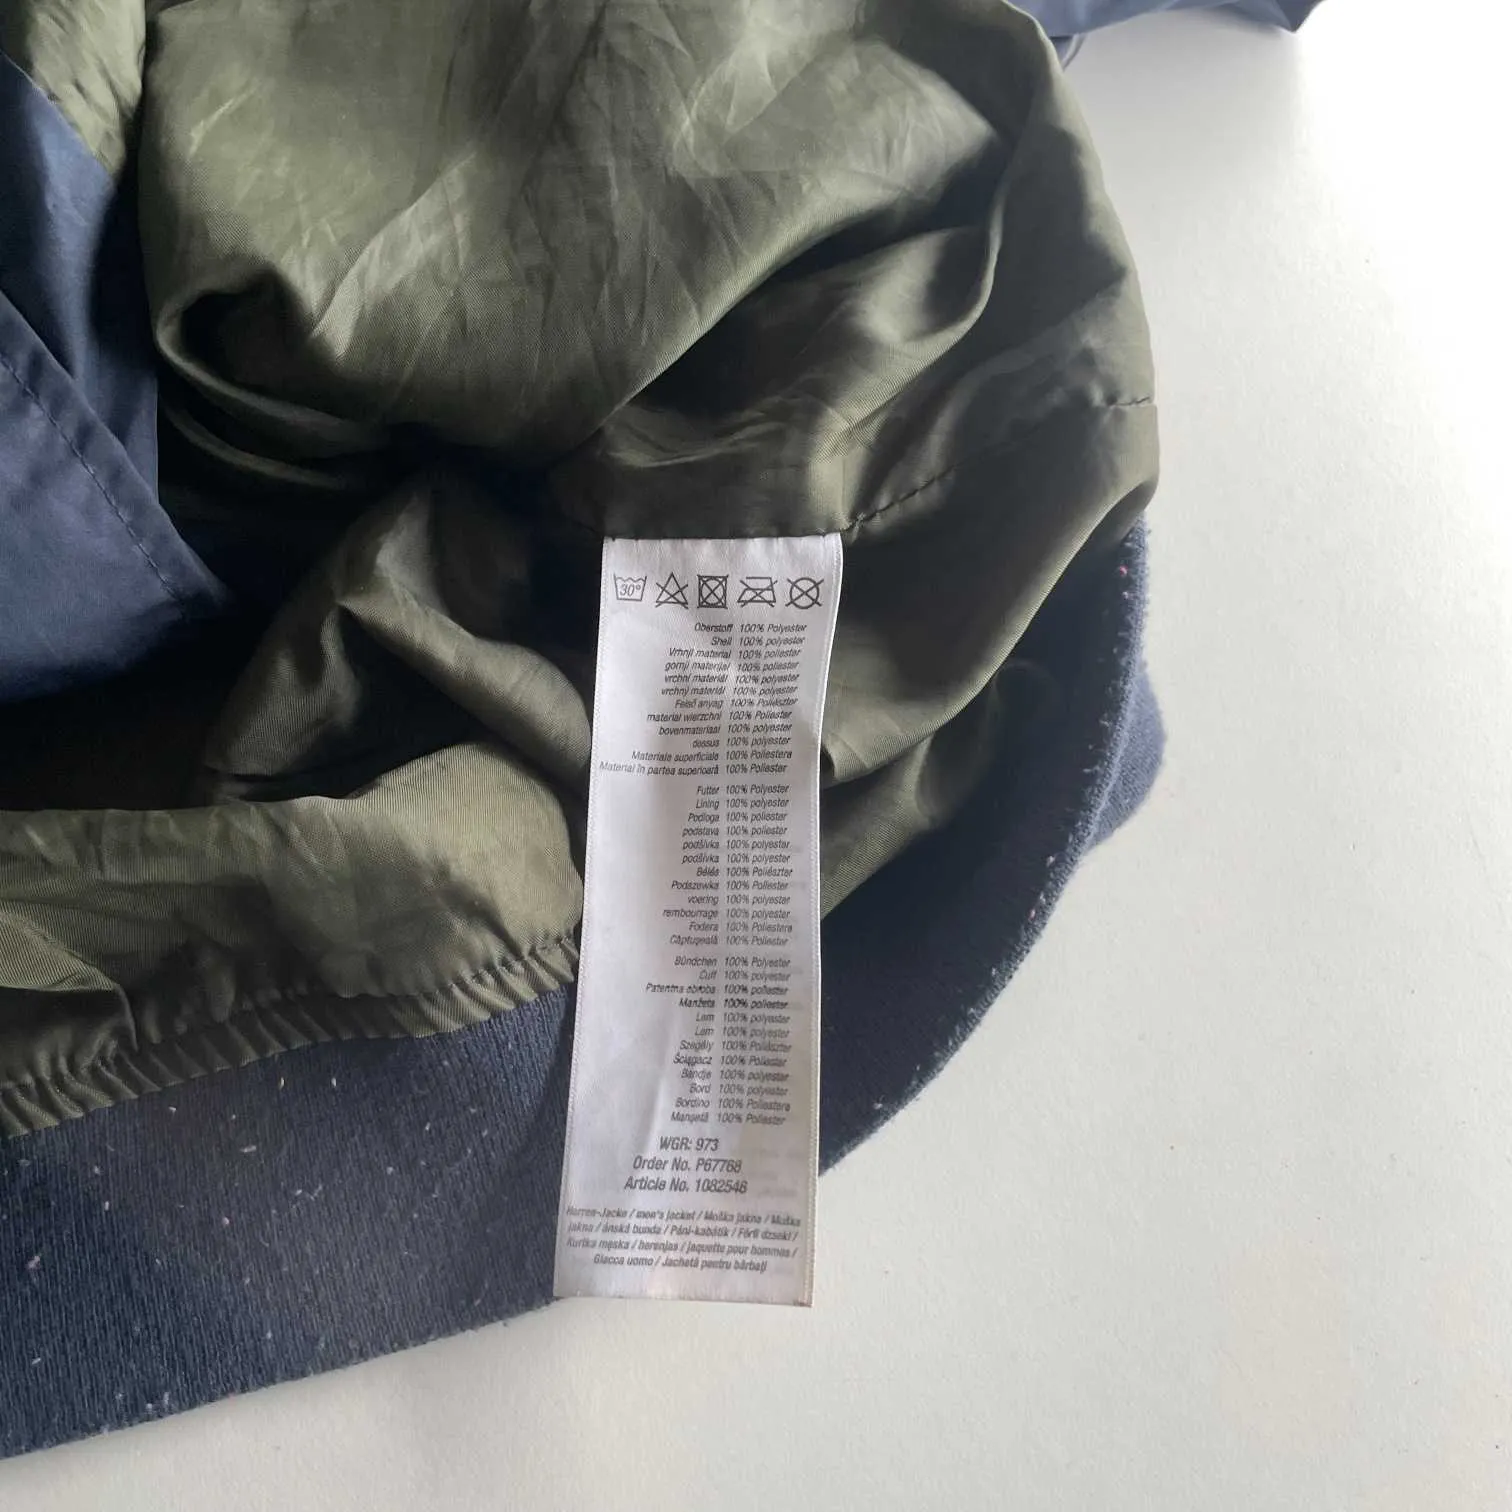 30°
Oberstoff 100% Polyester
Shell 100% polyester
Vrhnji material 100% poliester
gornji materijal 100% poliester
vrchní materiál 100% polyester
vrchný materiál 100% polyester
Felső anyag 100% Poliészter
materiał wierzchni 100% Poliester
bovenmateriaal 100% polyester
dessus 100% polyester
Materiale superficiale 100% Poliestere
Material în partea superioară 100% Poliester
Futter 100% Polyester
Lining 100% polyester
Podloga 100% poliester
podstava 100% poliester
podšívka 100% polyester
podšívka 100% polyester
Bélés 100% Poliészter
Podszewka 100% Poliester
voering 100% polyester
rembourrage 100% polyester
Fodera 100% Poliestere
Căptuşeală 100% Poliester
Bündchen 100% Polyester
Cuff 100% polyester
Patentna obroba 100% poliester
Manžeta 100% poliester
Lem 100% polyester
Lem 100% polyester
Szegély 100% Poliészter
Ściągacz 100% Poliester
Bandje 100% polyester
Bord 100% polyester
Bordino 100% Poliestere
Manşetă 100% Poliester
WGR: 973
Order No. P67768
Article No. 1082546
Herren-Jacke / men's jacket / Moška jakna / Muška
jakna / ánská bunda / Páni-kabátik / Férfi dzseki /
Kurtka męska / herenjas / jaquette pour hommes /
Giacca uomo / Jachetă pentru bărbaţi